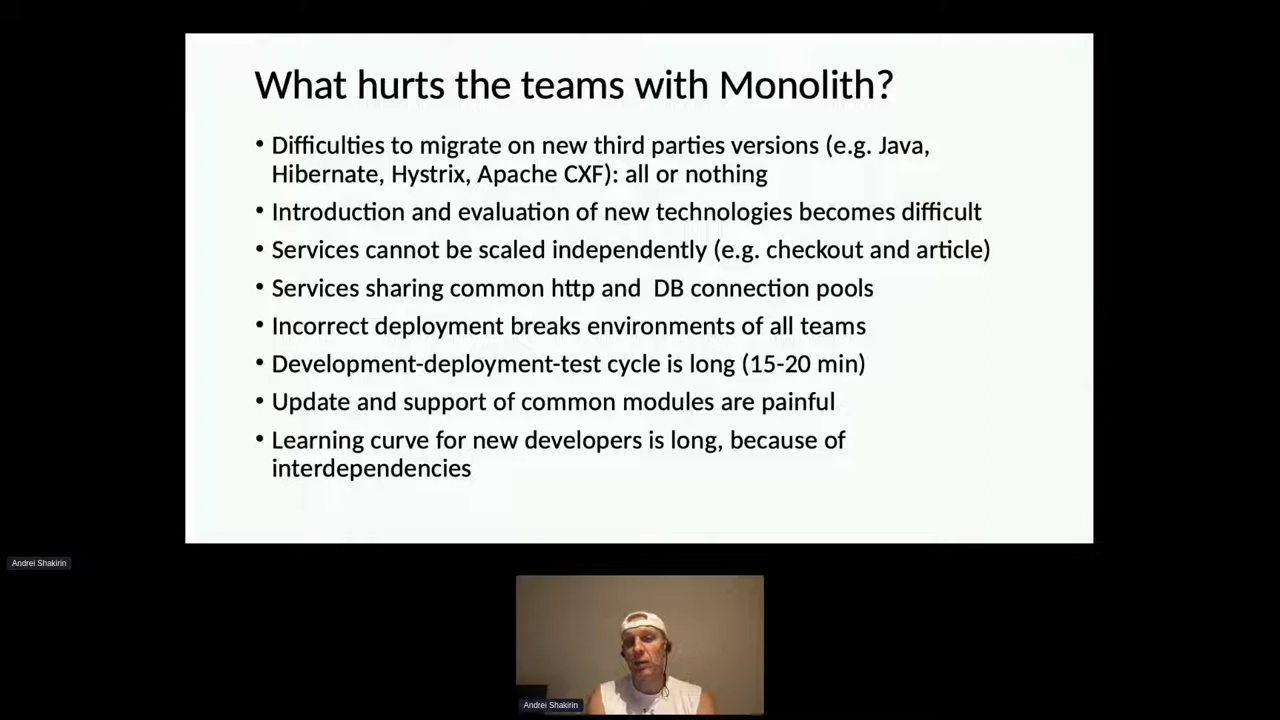 What hurts the teams with Monolith?
• Difficulties to migrate on new third parties versions (e.g. Java,
Hibernate, Hystrix, Apache CXF): all or nothing
• Introduction and evaluation of new technologies becomes difficult
• Services cannot be scaled independently (e.g. checkout and article)
• Services sharing common http and  DB connection pools
• Incorrect deployment breaks environments of all teams
• Development-deployment-test cycle is long (15-20 min)
• Update and support of common modules are painful
• Learning curve for new developers is long, because of
interdependencies
Andrei Shakirin
Andrei Shakirin